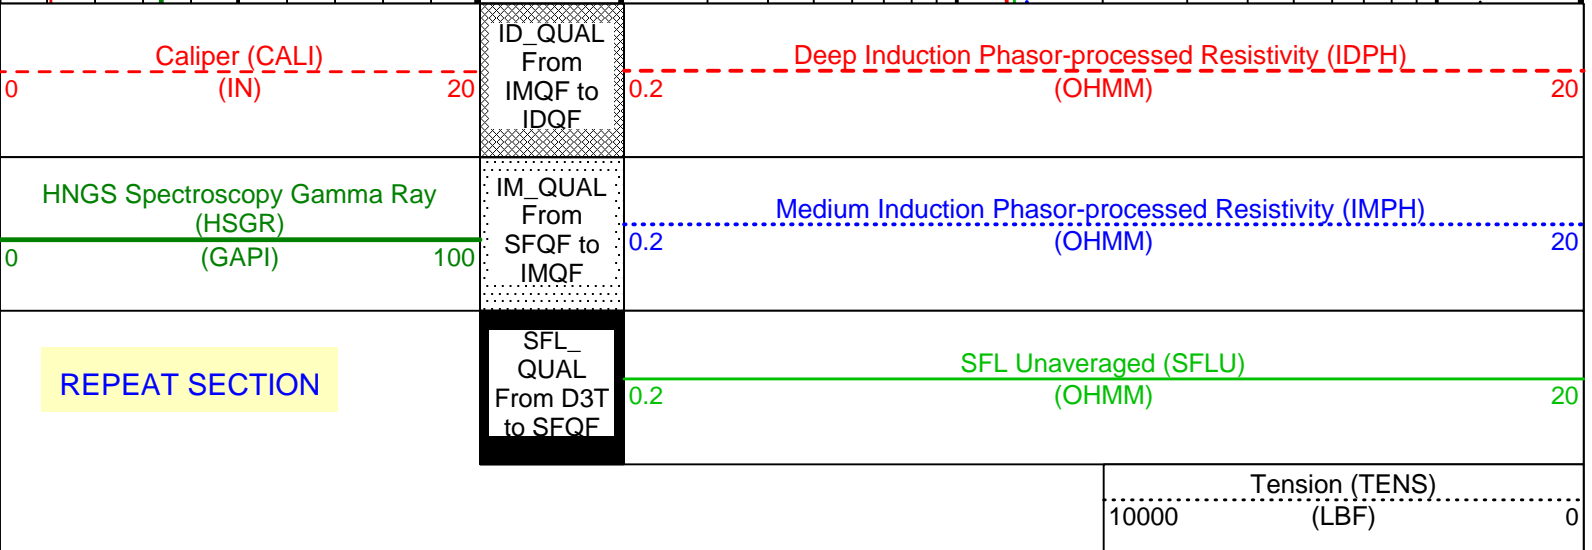 Caliper (CALI)
0 (IN) 20
ID_QUAL
From
IMQF to
IDQF
Deep Induction Phasor-processed Resistivity (IDPH)
0.2 (OHMM) 20
HNGS Spectroscopy Gamma Ray
(HSGR)
0 (GAPI) 100
IM_QUAL
From
SFQF to
IMQF
Medium Induction Phasor-processed Resistivity (IMPH)
0.2 (OHMM) 20
REPEAT SECTION
SFL_
QUAL
From D3T
to SFQF
SFL Unaveraged (SFLU)
0.2 (OHMM) 20
Tension (TENS)
10000 (LBF) 0